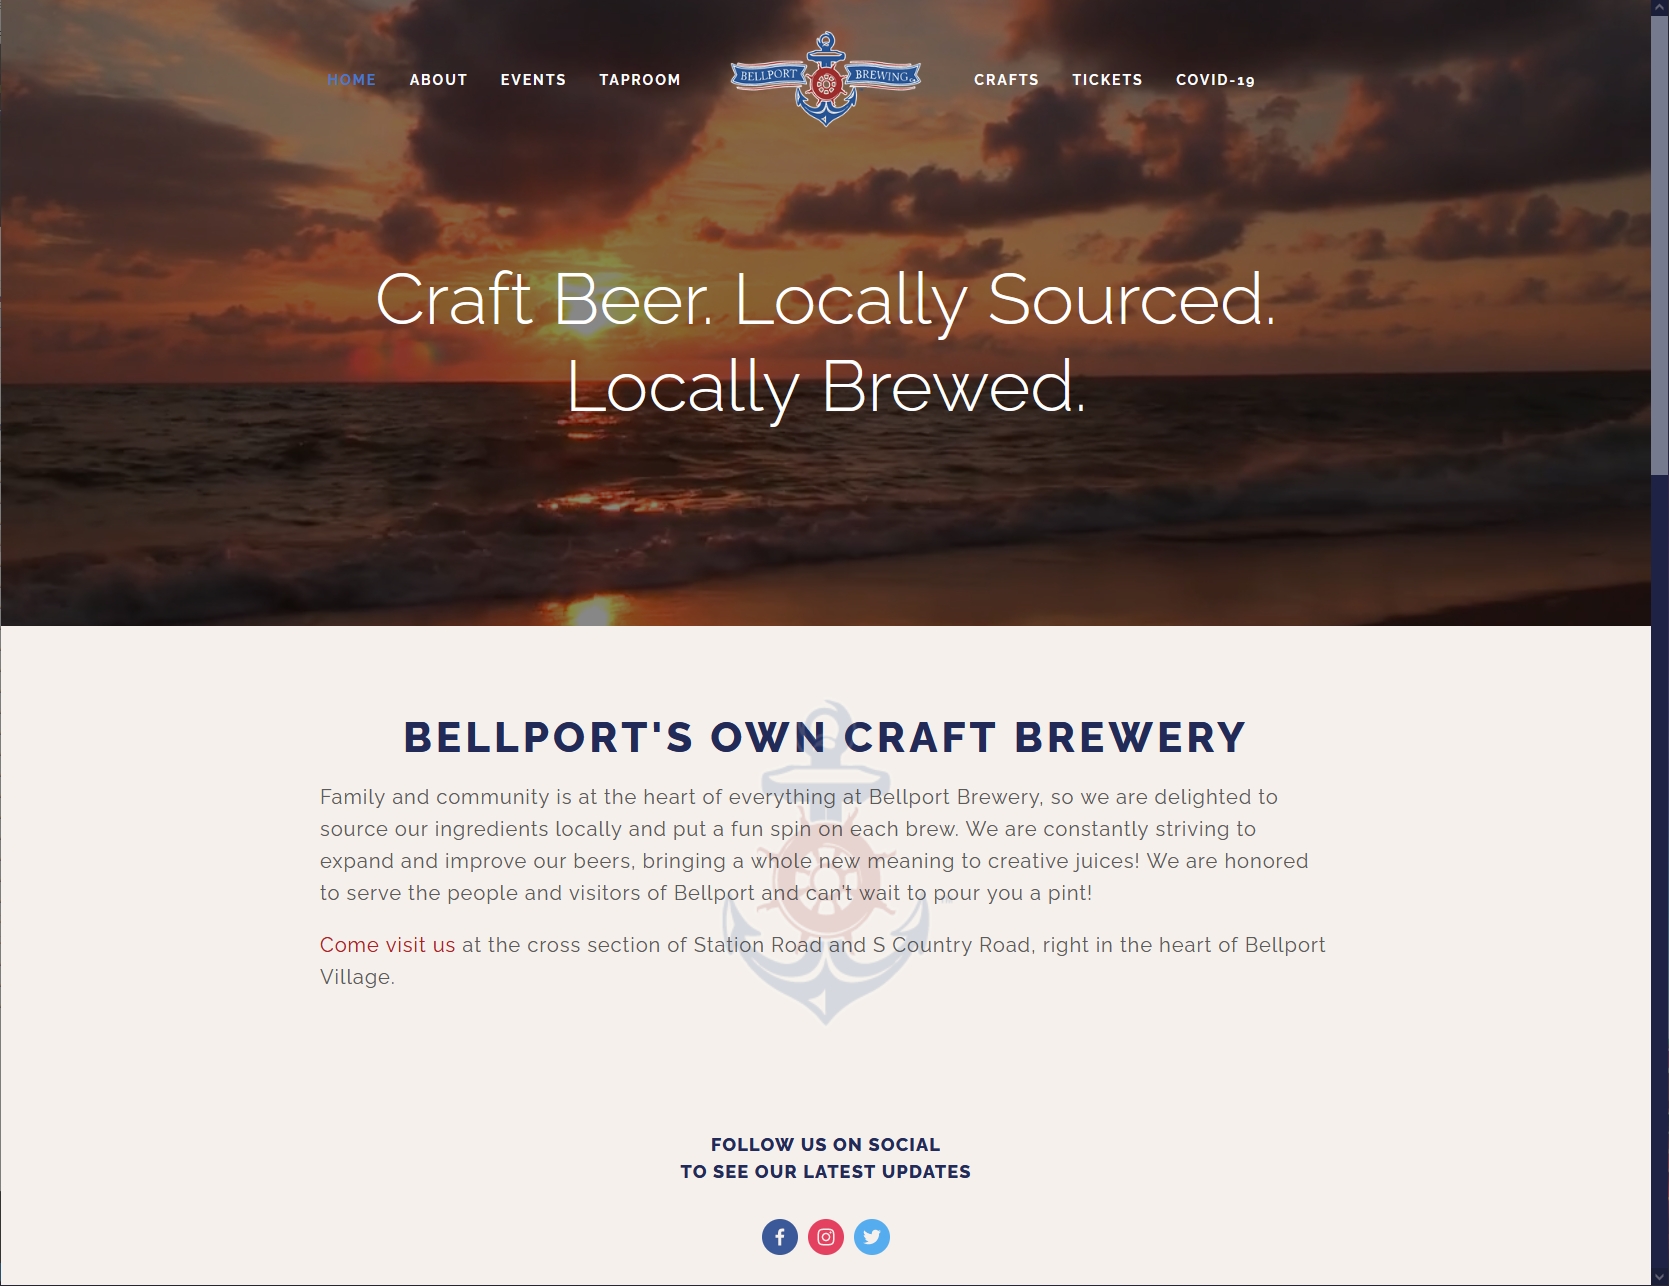 HOME ABOUT EVENTS TAPROOM BELLPORT BREWING CRAFTS TICKETS COVID-19
Craft Beer. Locally Sourced.
Locally Brewed.
BELLPORT'S OWN CRAFT BREWERY
Family and community is at the heart of everything at Bellport Brewery, so we are delighted to
source our ingredients locally and put a fun spin on each brew. We are constantly striving to
expand and improve our beers, bringing a whole new meaning to creative juices! We are honored
to serve the people and visitors of Bellport and can't wait to pour you a pint!
Come visit us at the cross section of Station Road and S Country Road, right in the heart of Bellport
Village.
FOLLOW US ON SOCIAL
TO SEE OUR LATEST UPDATES